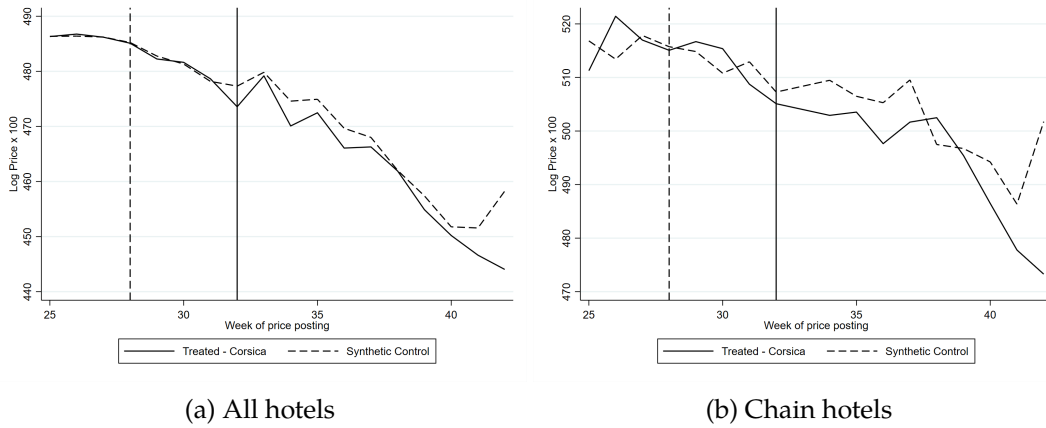 490
480
470
460
450
440
Log Price x 100
25
30
35
40
Week of price posting
Treated - Corsica
Synthetic Control
(a) All hotels
520
510
500
490
480
470
Log Price x 100
25
30
35
40
Week of price posting
Treated - Corsica
Synthetic Control
(b) Chain hotels